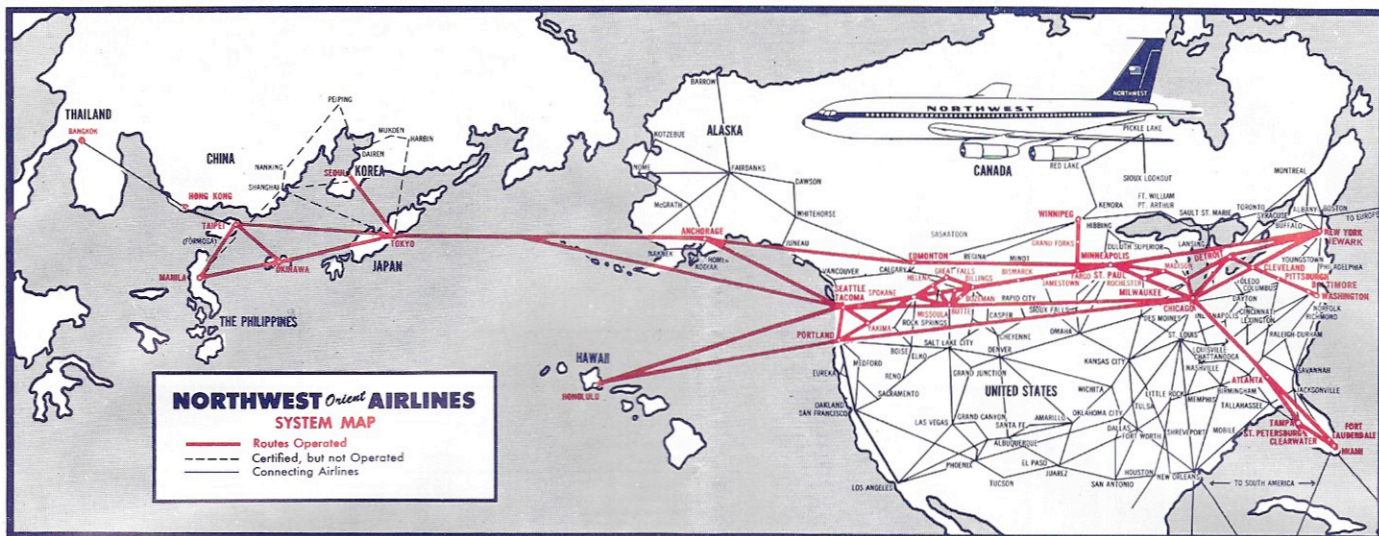 THAILAND
BANGKOK
CHINA
PEIPING
MUKDEN
HARBIN
DAIREN
NANKING
SHANGHAI
SEOUL
KOREA
HONG KONG
TAIPEI
(FORMOSA)
TOKYO
JAPAN
OKINAWA
MANILA
THE PHILIPPINES
NORTHWEST Orient AIRLINES
SYSTEM MAP
Routes Operated
Certified, but not Operated
Connecting Airlines
HAWAII
HONOLULU
BARROW
KOTZEBUE
ALASKA
NOME
FAIRBANKS
McGRATH
DAWSON
WHITEHORSE
ANCHORAGE
JUNEAU
NAKNEK
HOMER
KODIAK
NORTHWEST
NORTHWEST
CANADA
PICKLE LAKE
RED LAKE
SIOUX LOOKOUT
MONTREAL
KENORA
FT. WILLIAM
PT. ARTHUR
WINNIPEG
HIBBING
SAULT ST. MARIE
TORONTO
ALBANY
BOSTON
SYRACUSE
BUFFALO
TO EUROPE
SASKATOON
GRAND FORKS
DULUTH SUPERIOR
LANSING
NEW YORK
NEWARK
EDMONTON
REGINA
MINOT
MINNEAPOLIS
DETROIT
VANCOUVER
CALGARY
GREAT FALLS
HELENA
BILLINGS
BISMARCK
FARGO
ST. PAUL
MADISON
YOUNGSTOWN
CLEVELAND
PHILADELPHIA
PITTSBURGH
JAMESTOWN
ROCHESTER
SEATTLE
TACOMA
SPOKANE
BOZEMAN
RAPID CITY
MILWAUKEE
TOLEDO
COLUMBUS
BALTIMORE
WASHINGTON
MISSOULA
BUTTE
SIOUX FALLS
CHICAGO
DAYTON
NORFOLK
RICHMOND
YAKIMA
ROCK SPRINGS
CASPER
DES MOINES
INDIANAPOLIS
CINCINNATI
LEXINGTON
PORTLAND
CHEYENNE
OMAHA
ST. LOUIS
RALEIGH-DURHAM
SALT LAKE CITY
BOISE
ELKO
DENVER
LOUISVILLE
CHATTANOOGA
NASHVILLE
MEDFORD
EUREKA
RENO
GRAND JUNCTION
KANSAS CITY
SAVANNAH
SACRAMENTO
UNITED STATES
WICHITA
LITTLE ROCK
MEMPHIS
ATLANTA
BIRMINGHAM
JACKSONVILLE
OAKLAND
SAN FRANCISCO
GRAND CANYON
LAS VEGAS
SANTA FE
AMARILLO
OKLAHOMA CITY
TULSA
TALLAHASSEE
ALBUQUERQUE
DALLAS
FORT WORTH
SHREVEPORT
MOBILE
TAMPA
ST. PETERSBURG
CLEARWATER
FORT
LAUDERDALE
MIAMI
PHOENIX
EL PASO
JUAREZ
HOUSTON
NEW ORLEANS
LOS ANGELES
TUCSON
SAN ANTONIO
TO SOUTH AMERICA